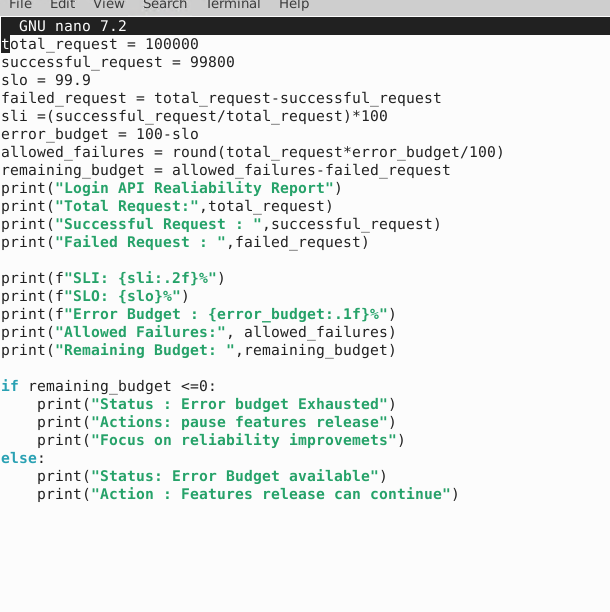 File Edit View Search Terminal Help
GNU nano 7.2
total_request = 100000
successful_request = 99800
slo = 99.9
failed_request = total_request-successful_request
sli =(successful_request/total_request)*100
error_budget = 100-slo
allowed_failures = round(total_request*error_budget/100)
remaining_budget = allowed_failures-failed_request
print("Login API Realiability Report")
print("Total Request:",total_request)
print("Successful Request : ",successful_request)
print("Failed Request : ",failed_request)

print(f"SLI: {sli:.2f}%")
print(f"SLO: {slo}%")
print(f"Error Budget : {error_budget:.1f}%")
print("Allowed Failures:", allowed_failures)
print("Remaining Budget: ",remaining_budget)

if remaining_budget <=0:
    print("Status : Error budget Exhausted")
    print("Actions: pause features release")
    print("Focus on reliability improvemets")
else:
    print("Status: Error Budget available")
    print("Action : Features release can continue")